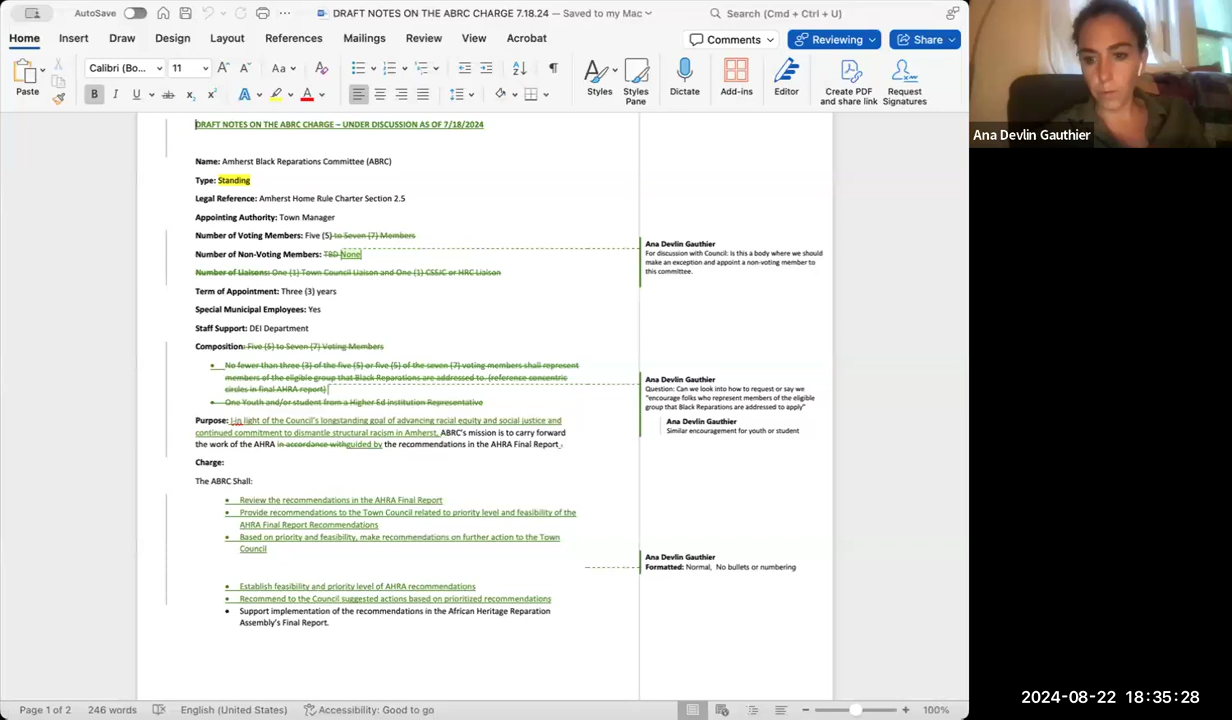 AutoSave
DRAFT NOTES ON THE ABRC CHARGE 7.18.24 — Saved to my Mac
Search (Cmd + Ctrl + U)
Home Insert Draw Design Layout References Mailings Review View Acrobat
Comments Reviewing Share
Paste
Calibri (Bo... 11
Styles
Styles Pane
Dictate
Add-ins
Editor
Create PDF and share link
Request Signatures
DRAFT NOTES ON THE ABRC CHARGE – UNDER DISCUSSION AS OF 7/18/2024
Name: Amherst Black Reparations Committee (ABRC)
Type: Standing
Legal Reference: Amherst Home Rule Charter Section 2.5
Appointing Authority: Town Manager
Number of Voting Members: Five (5) to Seven (7) Members
Number of Non-Voting Members: TBD None
Number of Liaisons: One (1) Town Council Liaison and One (1) CSSJC or HRC Liaison
Term of Appointment: Three (3) years
Special Municipal Employees: Yes
Staff Support: DEI Department
Composition: Five (5) to Seven (7) Voting Members
• No fewer than three (3) of the five (5) or five (5) of the seven (7) voting members shall represent
members of the eligible group that Black Reparations are addressed to. (reference concentric
circles in final AHRA report)
• One Youth and/or student from a Higher Ed institution Representative
Purpose: I-in light of the Council's longstanding goal of advancing racial equity and social justice and
continued commitment to dismantle structural racism in Amherst, ABRC's mission is to carry forward
the work of the AHRA in accordance withguided by the recommendations in the AHRA Final Report.
Charge:
The ABRC Shall:
• Review the recommendations in the AHRA Final Report
• Provide recommendations to the Town Council related to priority level and feasibility of the
AHRA Final Report Recommendations
• Based on priority and feasibility, make recommendations on further action to the Town
Council
• Establish feasibility and priority level of AHRA recommendations
• Recommend to the Council suggested actions based on prioritized recommendations
• Support implementation of the recommendations in the African Heritage Reparation
Assembly's Final Report.
Ana Devlin Gauthier
For discussion with Council: is this a body where we should
make an exception and appoint a non-voting member to
this committee.
Ana Devlin Gauthier
Question: Can we look into how to request or say we
"encourage folks who represent members of the eligible
group that Black Reparations are addressed to apply"
Ana Devlin Gauthier
Similar encouragement for youth or student
Ana Devlin Gauthier
Formatted: Normal, No bullets or numbering
Page 1 of 2 246 words English (United States) Accessibility: Good to go 100%
Ana Devlin Gauthier
2024-08-22 18:35:28